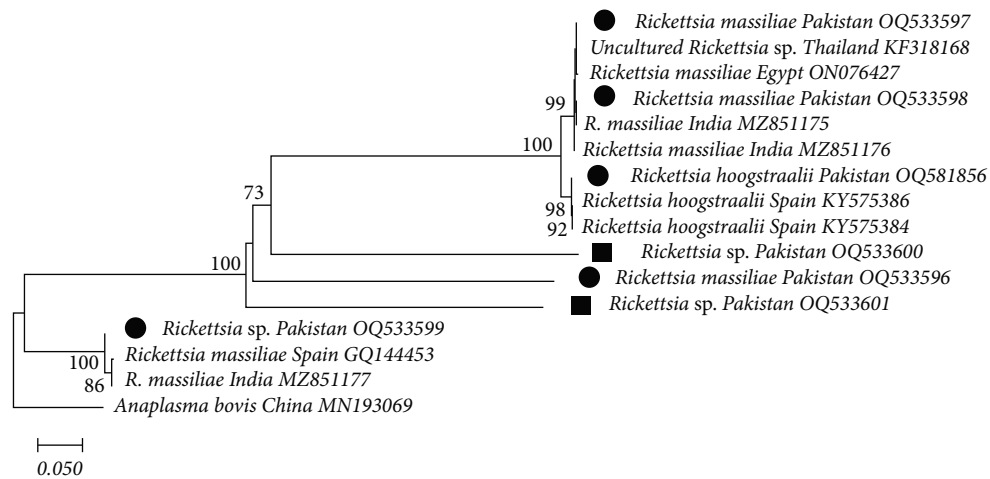 Rickettsia massiliae Pakistan OQ533597
Uncultured Rickettsia sp. Thailand KF318168
Rickettsia massiliae Egypt ON076427
99
Rickettsia massiliae Pakistan OQ533598
R. massiliae India MZ851175
100
Rickettsia massiliae India MZ851176
Rickettsia hoogstraalii Pakistan OQ581856
73
Rickettsia hoogstraalii Spain KY575386
98
92
Rickettsia hoogstraalii Spain KY575384
Rickettsia sp. Pakistan OQ533600
100
Rickettsia massiliae Pakistan OQ533596
Rickettsia sp. Pakistan OQ533601
Rickettsia sp. Pakistan OQ533599
100
Rickettsia massiliae Spain GQ144453
86
R. massiliae India MZ851177
Anaplasma bovis China MN193069
0.050